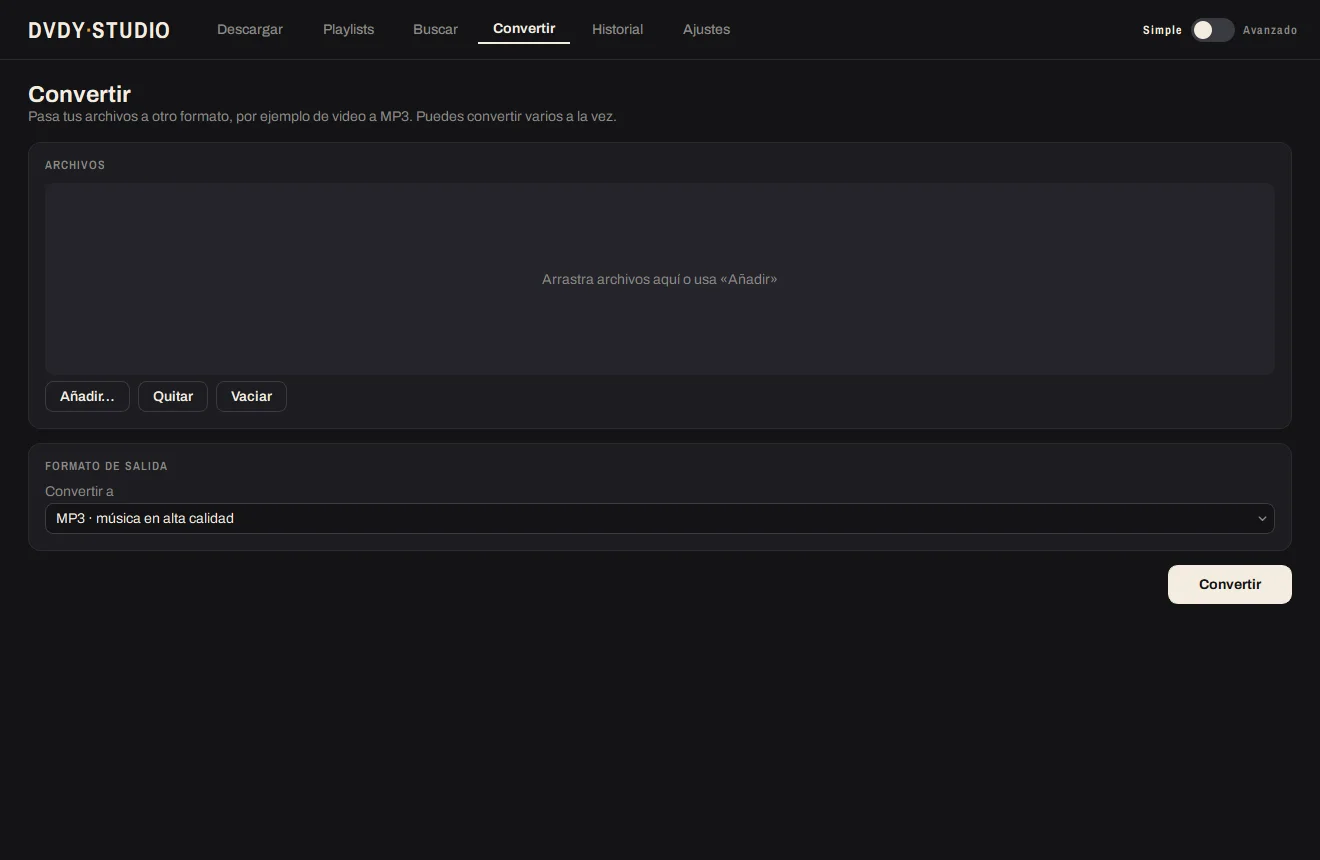 DVDY·STUDIO Descargar Playlists Buscar Convertir Historial Ajustes Simple Avanzado
Convertir
Pasa tus archivos a otro formato, por ejemplo de video a MP3. Puedes convertir varios a la vez.
ARCHIVOS
Arrastra archivos aquí o usa «Añadir»
Añadir... Quitar Vaciar
FORMATO DE SALIDA
Convertir a
MP3 · música en alta calidad
Convertir